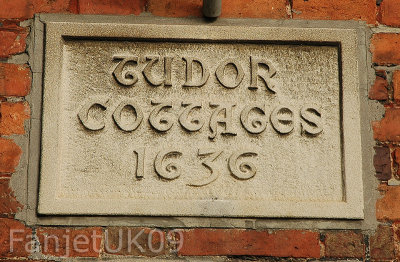 TUDOR
COTTAGES
1636
FanjetUK09